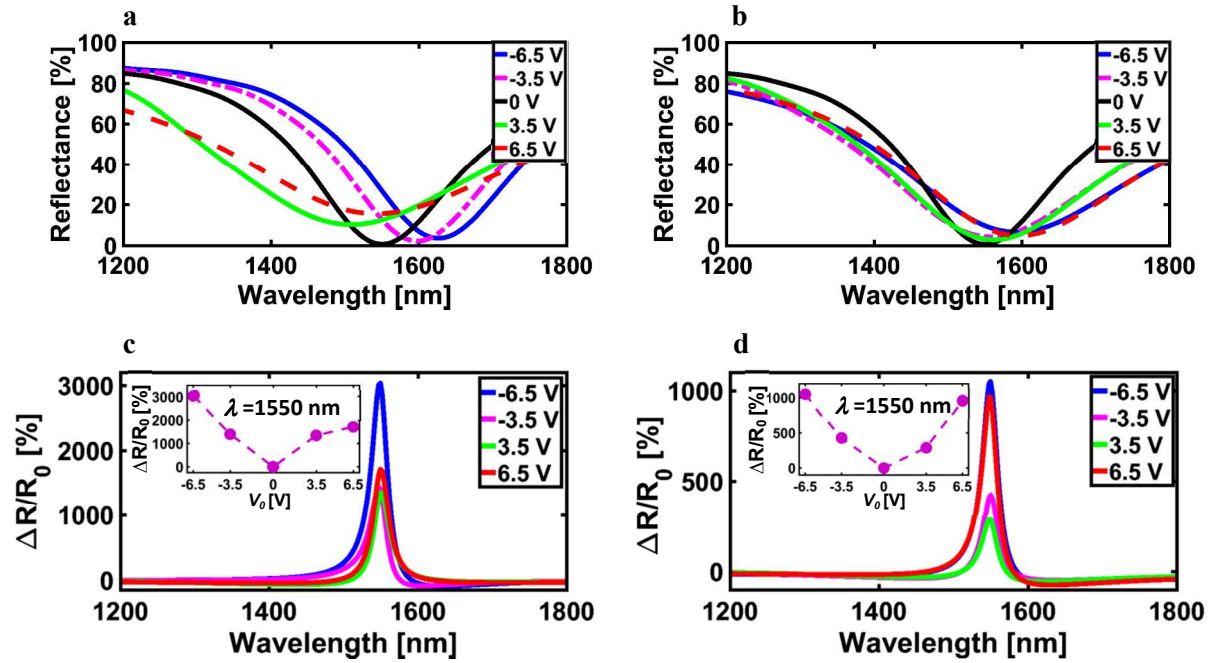 a
Reflectance [%]
100
80
60
40
20
0
1200 1400 1600 1800
Wavelength [nm]
-6.5 V
-3.5 V
0 V
3.5 V
6.5 V
b
Reflectance [%]
100
80
60
40
20
0
1200 1400 1600 1800
Wavelength [nm]
-6.5 V
-3.5 V
0 V
3.5 V
6.5 V
c
ΔR/R0 [%]
3000
2000
1000
0
1200 1400 1600 1800
Wavelength [nm]
ΔR/R0 [%]
3000
2000
1000
0
λ =1550 nm
-6.5 -3.5 0 3.5 6.5
V0 [V]
-6.5 V
-3.5 V
3.5 V
6.5 V
d
ΔR/R0 [%]
1000
500
0
1200 1400 1600 1800
Wavelength [nm]
ΔR/R0 [%]
1000
500
0
λ =1550 nm
-6.5 -3.5 0 3.5 6.5
V0 [V]
-6.5 V
-3.5 V
3.5 V
6.5 V